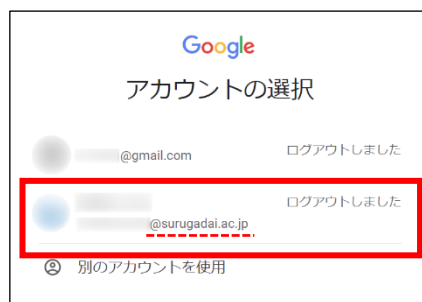 Google
アカウントの選択
@gmail.com ログアウトしました
ログアウトしました
@surugadai.ac.jp
別のアカウントを使用